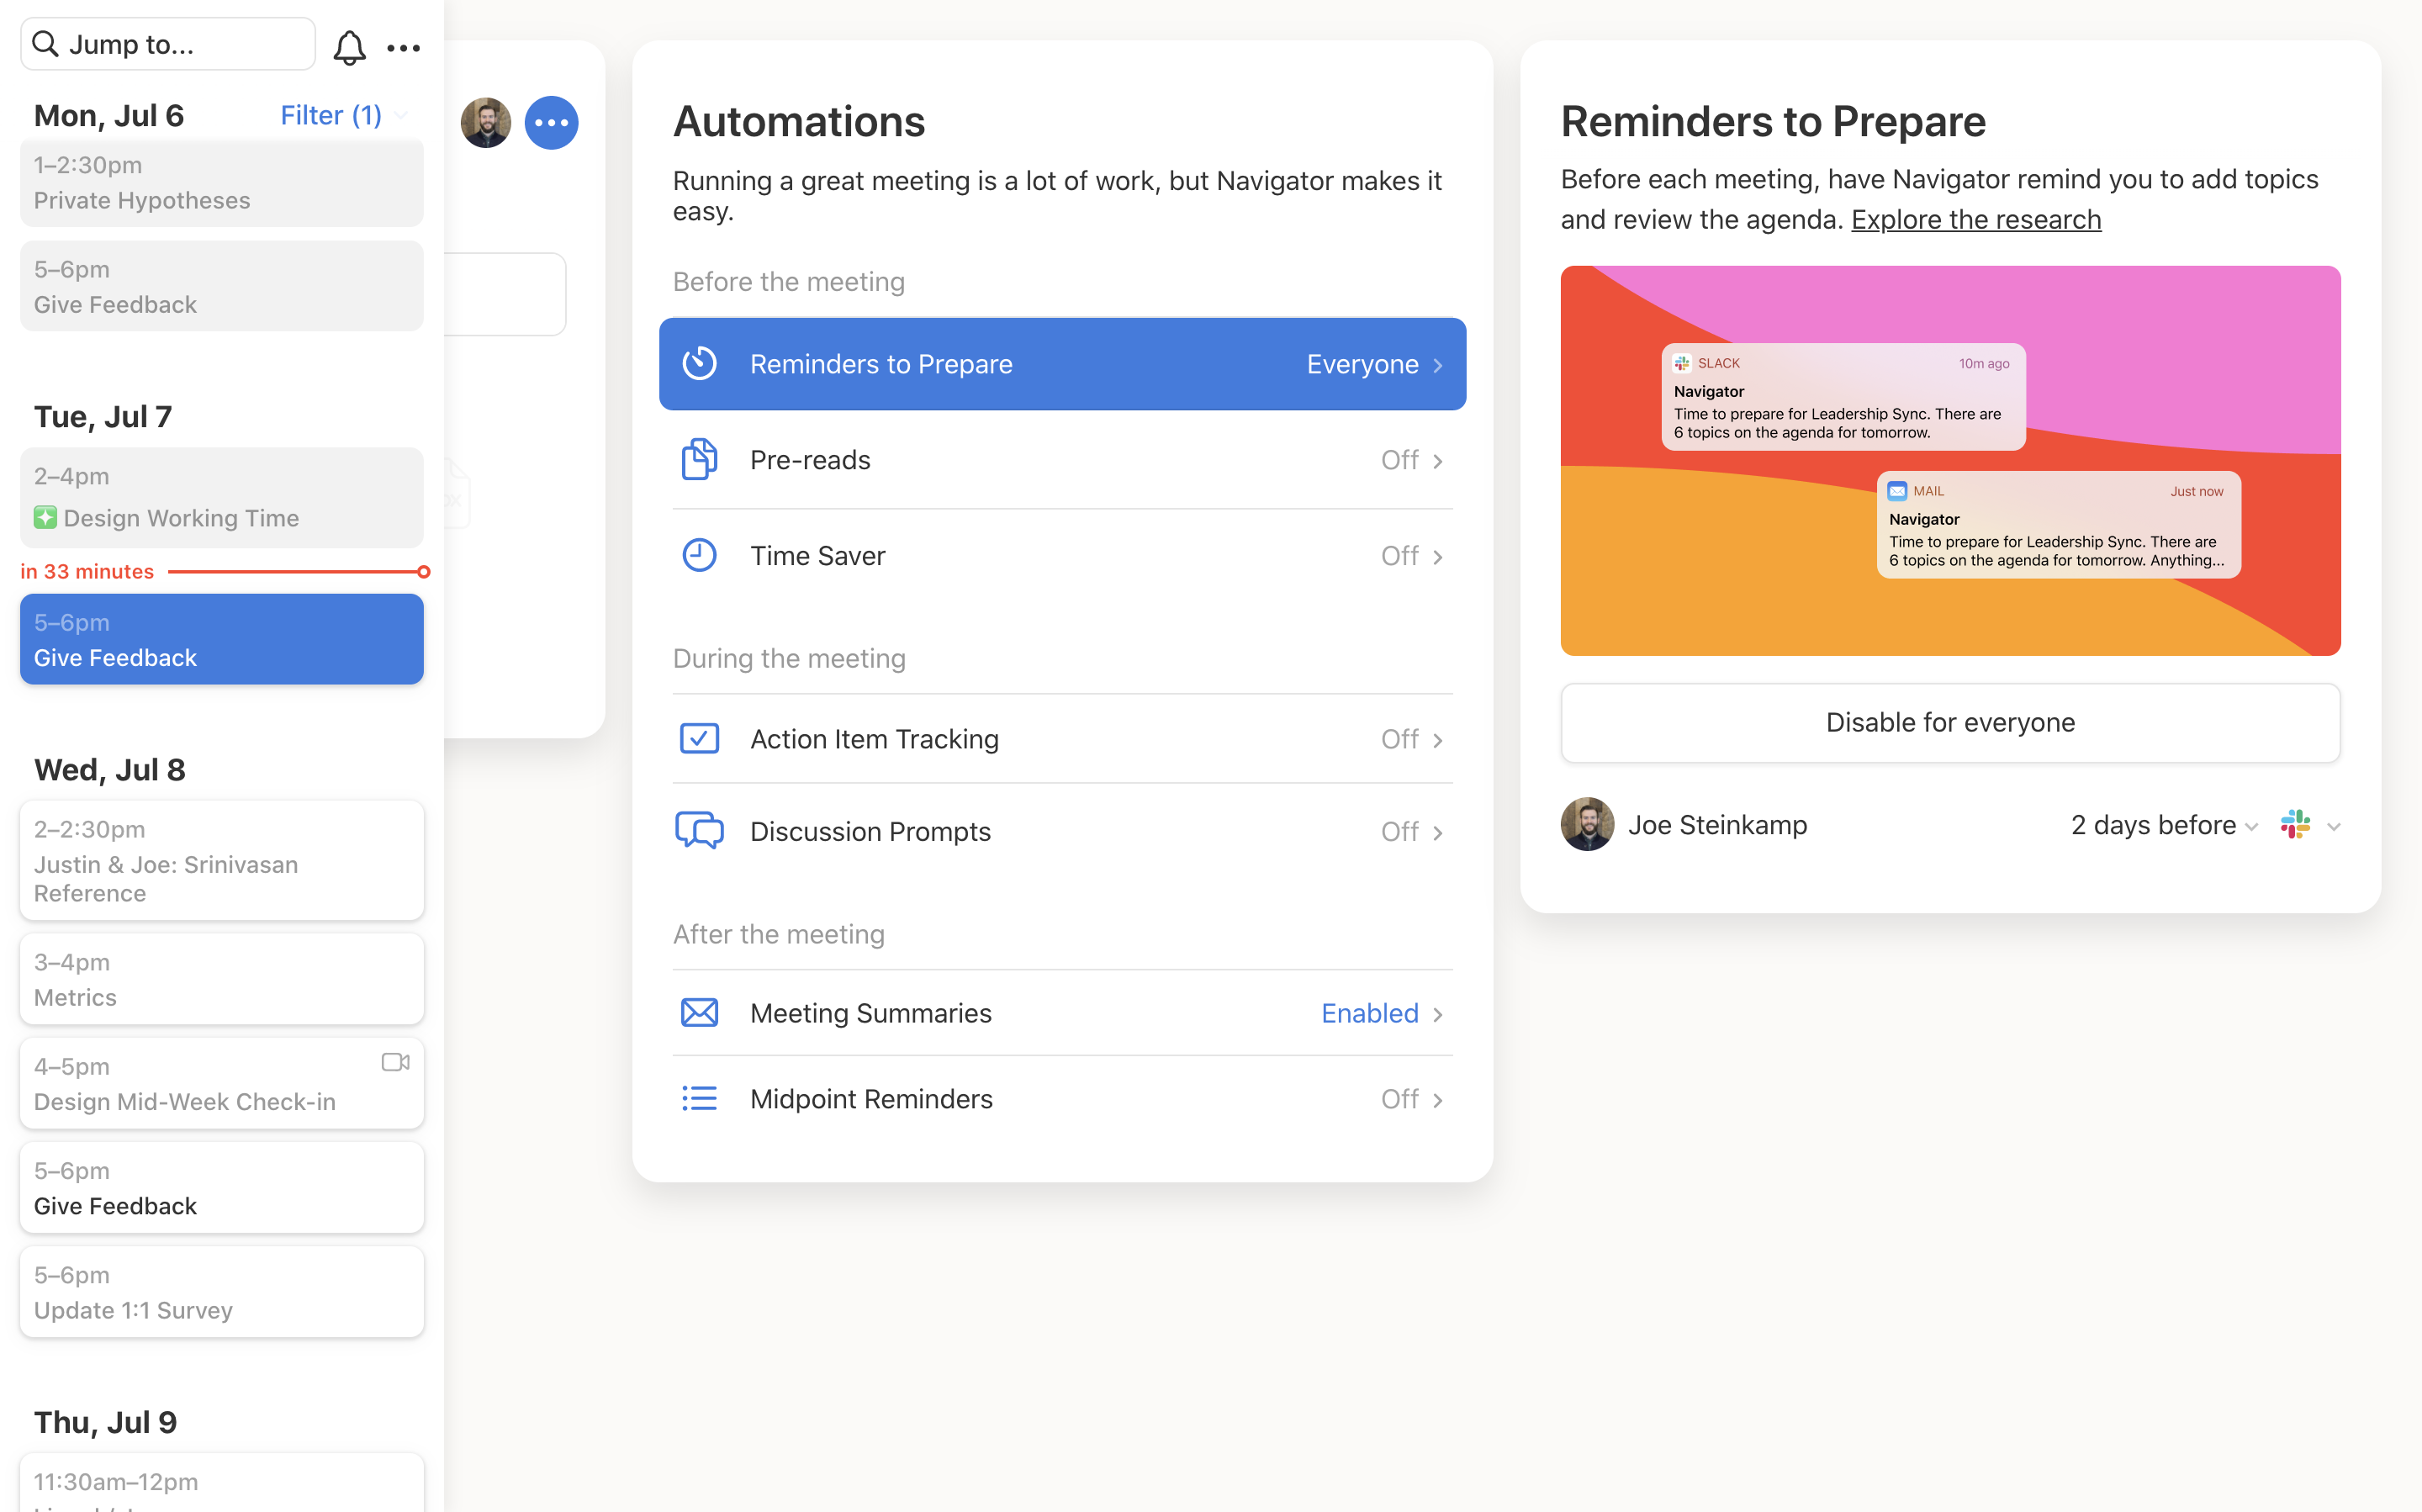 Jump to...
Mon, Jul 6
Filter (1)
1–2:30pm
Private Hypotheses
5–6pm
Give Feedback
Tue, Jul 7
2–4pm
Design Working Time
in 33 minutes
5–6pm
Give Feedback
Wed, Jul 8
2–2:30pm
Justin & Joe: Srinivasan
Reference
3–4pm
Metrics
4–5pm
Design Mid-Week Check-in
5–6pm
Give Feedback
5–6pm
Update 1:1 Survey
Thu, Jul 9
11:30am–12pm
Automations
Running a great meeting is a lot of work, but Navigator makes it
easy.
Before the meeting
Reminders to Prepare
Everyone
Pre-reads
Off
Time Saver
Off
During the meeting
Action Item Tracking
Off
Discussion Prompts
Off
After the meeting
Meeting Summaries
Enabled
Midpoint Reminders
Off
Reminders to Prepare
Before each meeting, have Navigator remind you to add topics
and review the agenda. Explore the research
SLACK
10m ago
Navigator
Time to prepare for Leadership Sync. There are
6 topics on the agenda for tomorrow.
MAIL
Just now
Navigator
Time to prepare for Leadership Sync. There are
6 topics on the agenda for tomorrow. Anything...
Disable for everyone
Joe Steinkamp
2 days before